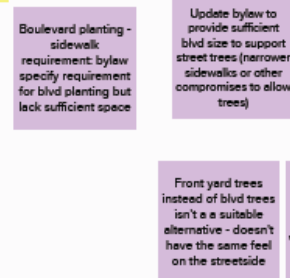 Boulevard planting -
sidewalk
requirement: bylaw
specify requirement
for blvd planting but
lack sufficient space
Update bylaw to
provide sufficient
blvd size to support
street trees (narrower
sidewalks or other
compromises to allow
trees)
Front yard trees
instead of blvd trees
isn't a a suitable
alternative - doesn't
have the same feel
on the streetside